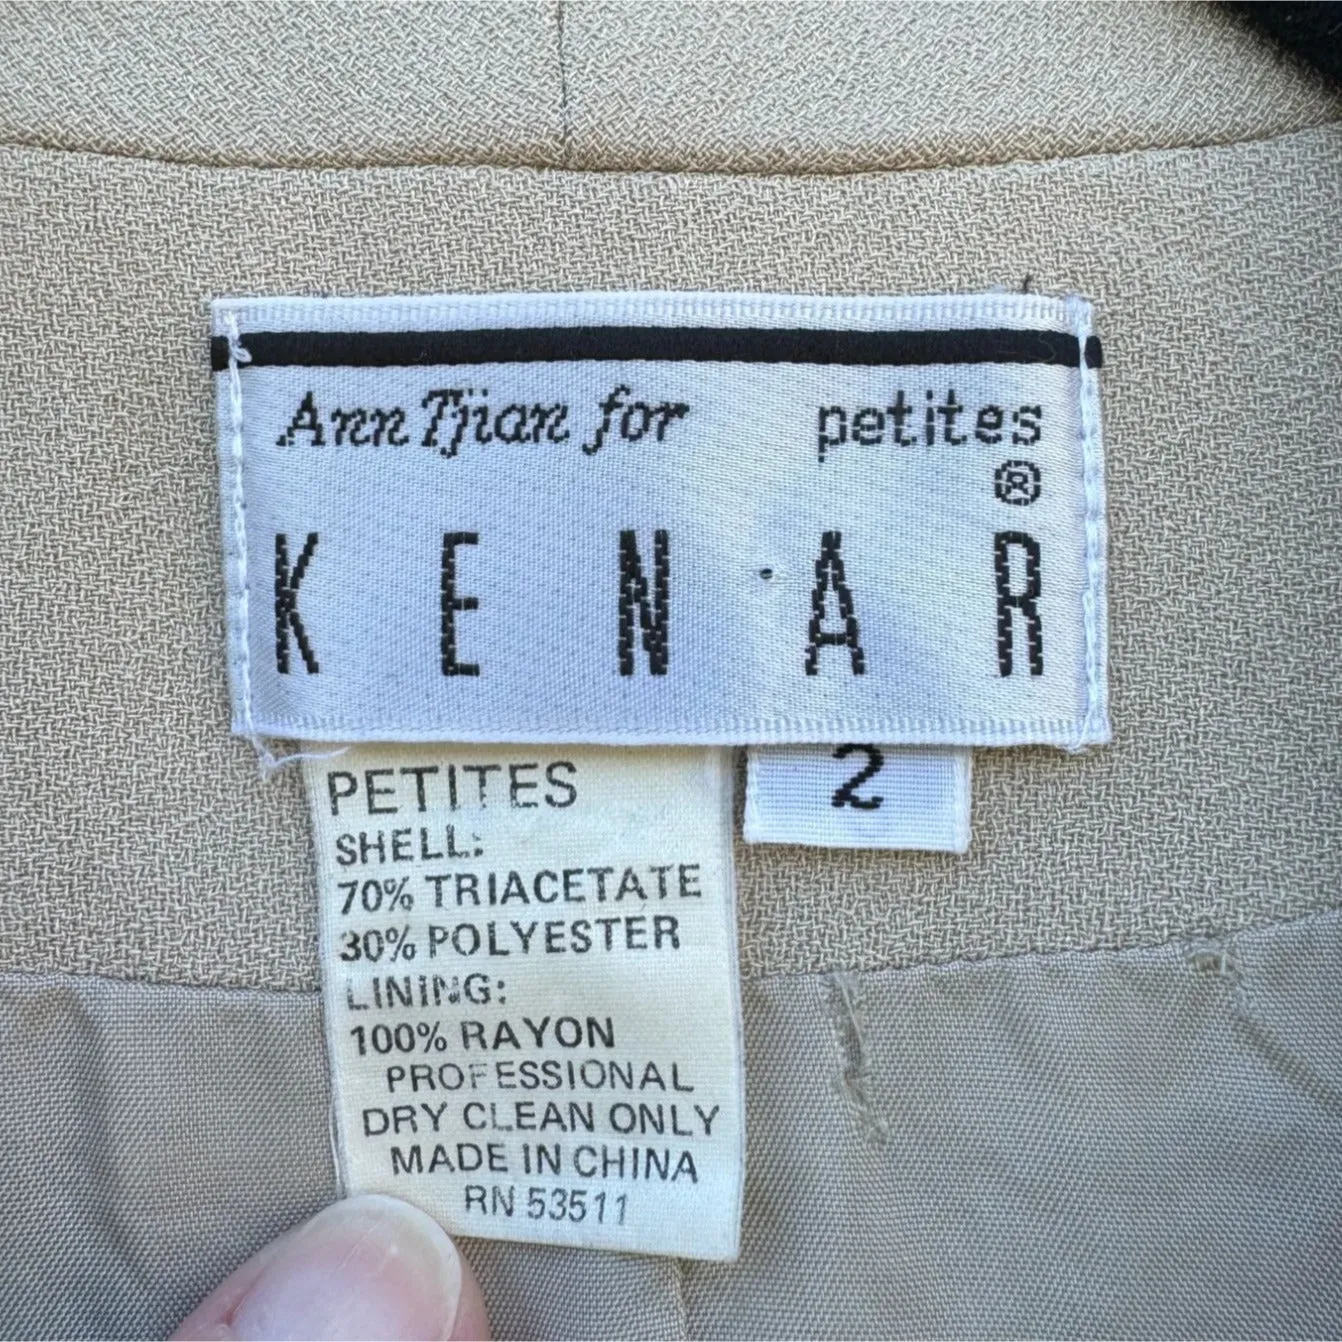 Ann Tjian for petites
®
KENAR
2
PETITES
SHELL:
70% TRIACETATE
30% POLYESTER
LINING:
100% RAYON
PROFESSIONAL
DRY CLEAN ONLY
MADE IN CHINA
RN 53511